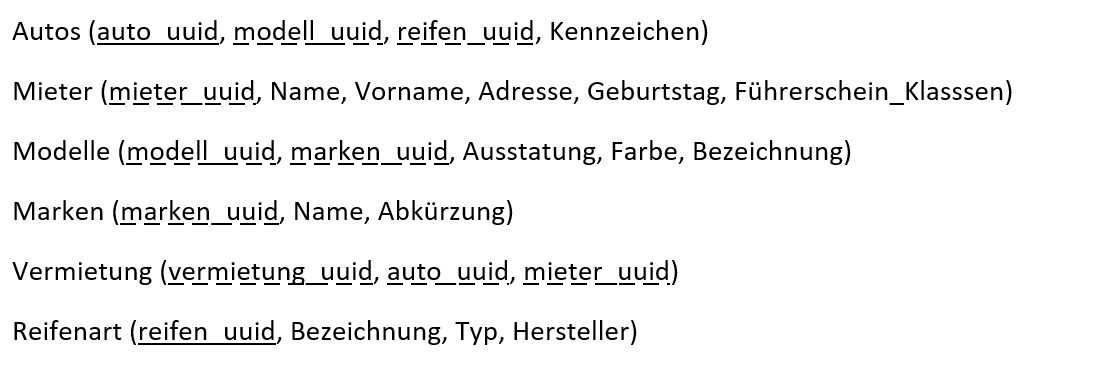 Autos (auto_uuid, modell_uuid, reifen_uuid, Kennzeichen)
Mieter (mieter_uuid, Name, Vorname, Adresse, Geburtstag, Führerschein_Klasssen)
Modelle (modell_uuid, marken_uuid, Ausstatung, Farbe, Bezeichnung)
Marken (marken_uuid, Name, Abkürzung)
Vermietung (vermietung_uuid, auto_uuid, mieter_uuid)
Reifenart (reifen_uuid, Bezeichnung, Typ, Hersteller)